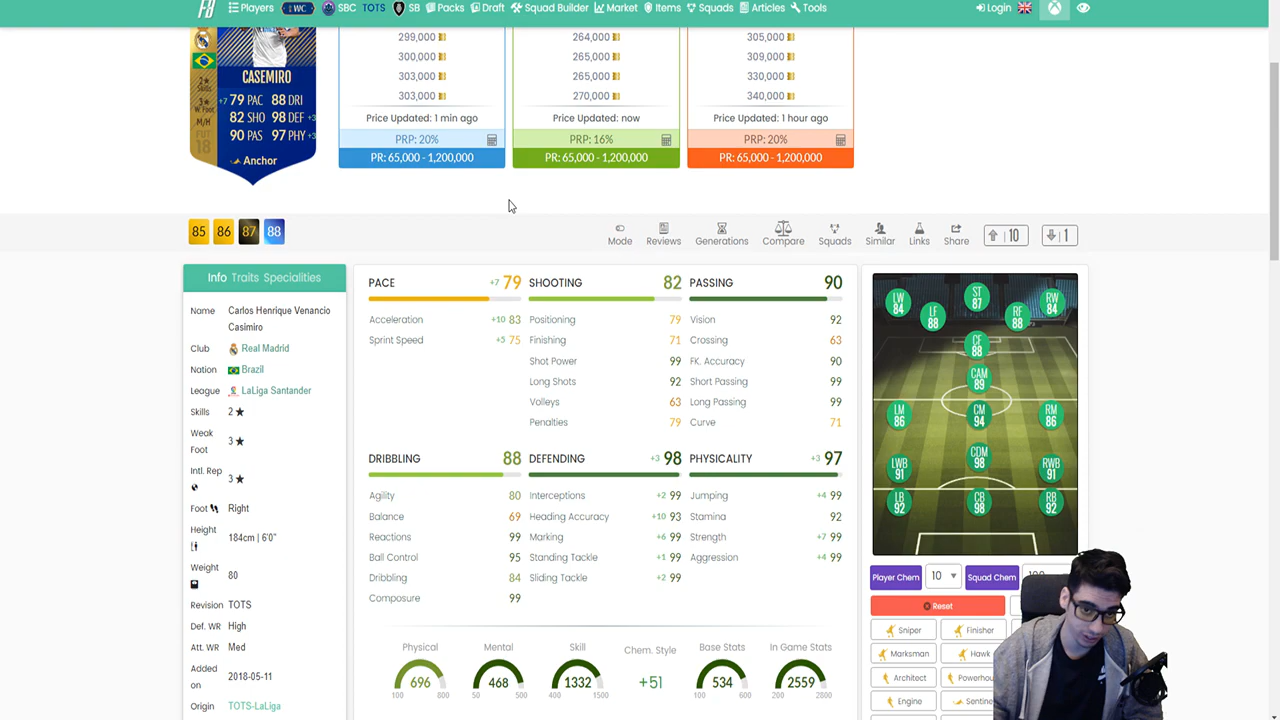 Players WC SBC TOTS SB Packs Draft Squad Builder Market Items Squads Articles Tools Login
299,000 264,000 305,000
300,000 265,000 309,000
303,000 265,000 330,000
303,000 270,000 340,000
Price Updated: 1 min ago Price Updated: now Price Updated: 1 hour ago
PRP: 20% PRP: 16% PRP: 20%
PR: 65,000 - 1,200,000 PR: 65,000 - 1,200,000 PR: 65,000 - 1,200,000
CASEMIRO
+7 79 PAC 88 DRI
82 SHO 98 DEF +3
90 PAS 97 PHY +3
M/H
Anchor
85 86 87 88
Mode Reviews Generations Compare Squads Similar Links Share 10 1
Info Traits Specialities
Name Carlos Henrique Venancio Casimiro
Club Real Madrid
Nation Brazil
League LaLiga Santander
Skills 2
Weak Foot 3
Intl. Rep 3
Foot Right
Height 184cm | 6'0"
Weight 80
Revision TOTS
Def. WR High
Att. WR Med
Added on 2018-05-11
Origin TOTS-LaLiga
PACE +7 79
Acceleration +10 83
Sprint Speed +5 75
SHOOTING 82
Positioning 79
Finishing 71
Shot Power 99
Long Shots 92
Volleys 63
Penalties 79
PASSING 90
Vision 92
Crossing 63
FK. Accuracy 90
Short Passing 99
Long Passing 99
Curve 71
DRIBBLING 88
Agility 80
Balance 69
Reactions 99
Ball Control 95
Dribbling 84
Composure 99
DEFENDING +3 98
Interceptions +2 99
Heading Accuracy +10 93
Marking +6 99
Standing Tackle +1 99
Sliding Tackle +2 99
PHYSICALITY +3 97
Jumping +4 99
Stamina 92
Strength +7 99
Aggression +4 99
Physical 696 100 800
Mental 468 50 500
Skill 1332 400 1500
Chem. Style +51
Base Stats 534 100 600
In Game Stats 2559 200 2800
LW 84 ST 87 RW 84
LF 88 RF 88
CF 88
CAM 89
LM 86 CM 94 RM 86
CDM 98
LWB 91 RWB 91
LB 92 CB 98 RB 92
Player Chem 10 Squad Chem
Reset
Sniper Finisher
Marksman Hawk
Architect
Engine